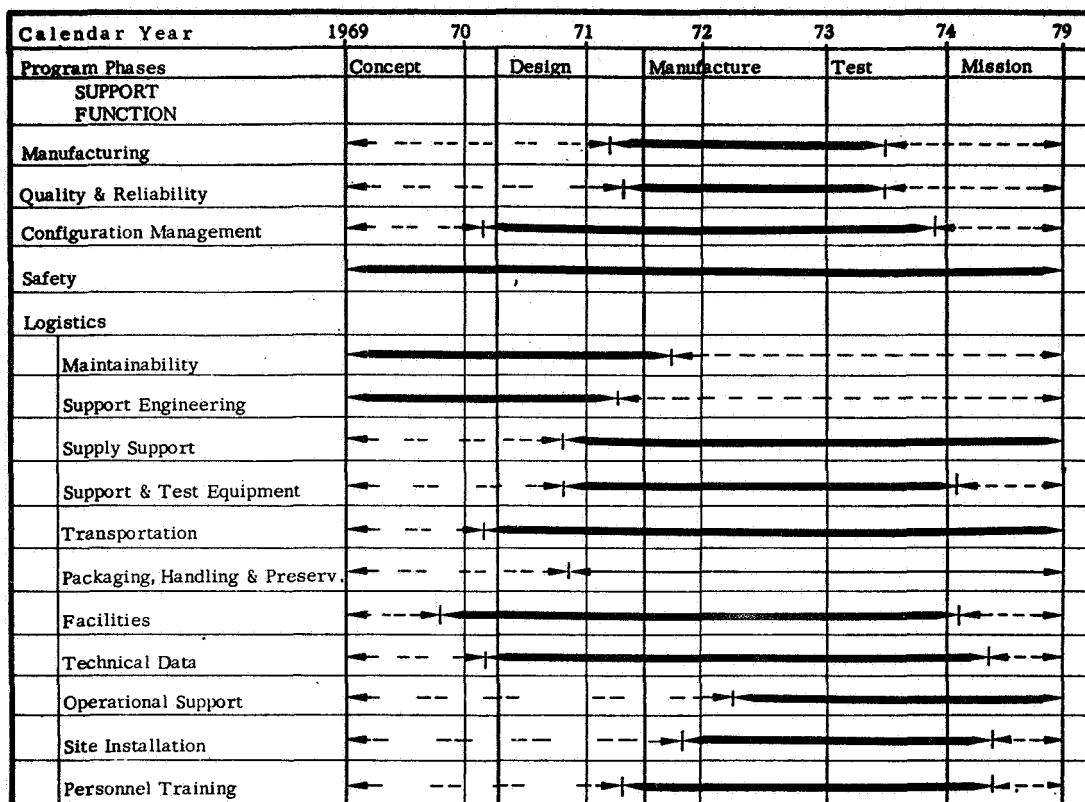 Calendar Year 1969 70 71 72 73 74 79
Program Phases Concept Design Manufacture Test Mission
SUPPORT
FUNCTION
Manufacturing
Quality & Reliability
Configuration Management
Safety
Logistics
Maintainability
Support Engineering
Supply Support
Support & Test Equipment
Transportation
Packaging, Handling & Preserv.
Facilities
Technical Data
Operational Support
Site Installation
Personnel Training